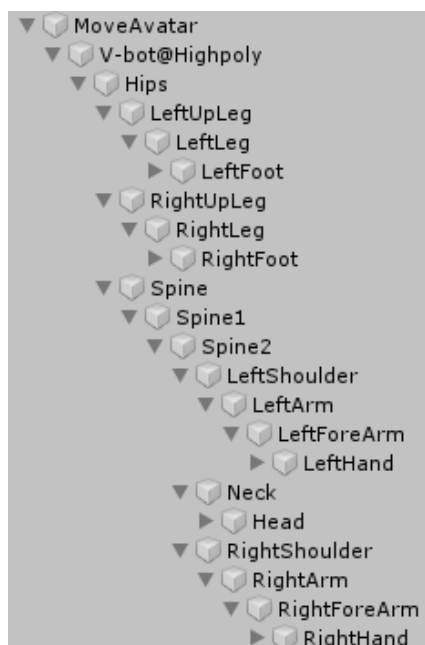 MoveAvatar
V-bot@Highpoly
Hips
LeftUpLeg
LeftLeg
LeftFoot
RightUpLeg
RightLeg
RightFoot
Spine
Spine1
Spine2
LeftShoulder
LeftArm
LeftForeArm
LeftHand
Neck
Head
RightShoulder
RightArm
RightForeArm
RightHand